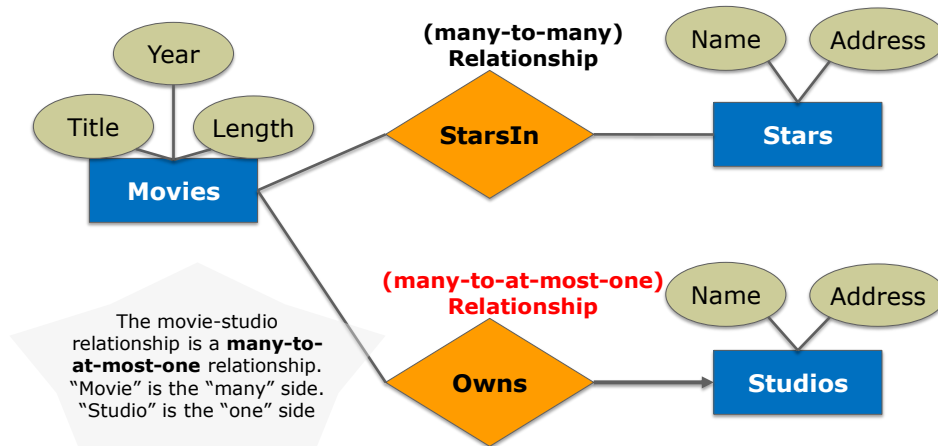 (many-to-many)
Relationship
Year
Title
Length
Movies
StarsIn
Name
Address
Stars
(many-to-at-most-one)
Relationship
Owns
Name
Address
Studios
The movie-studio
relationship is a many-to-
at-most-one relationship.
“Movie” is the “many” side.
“Studio” is the “one” side